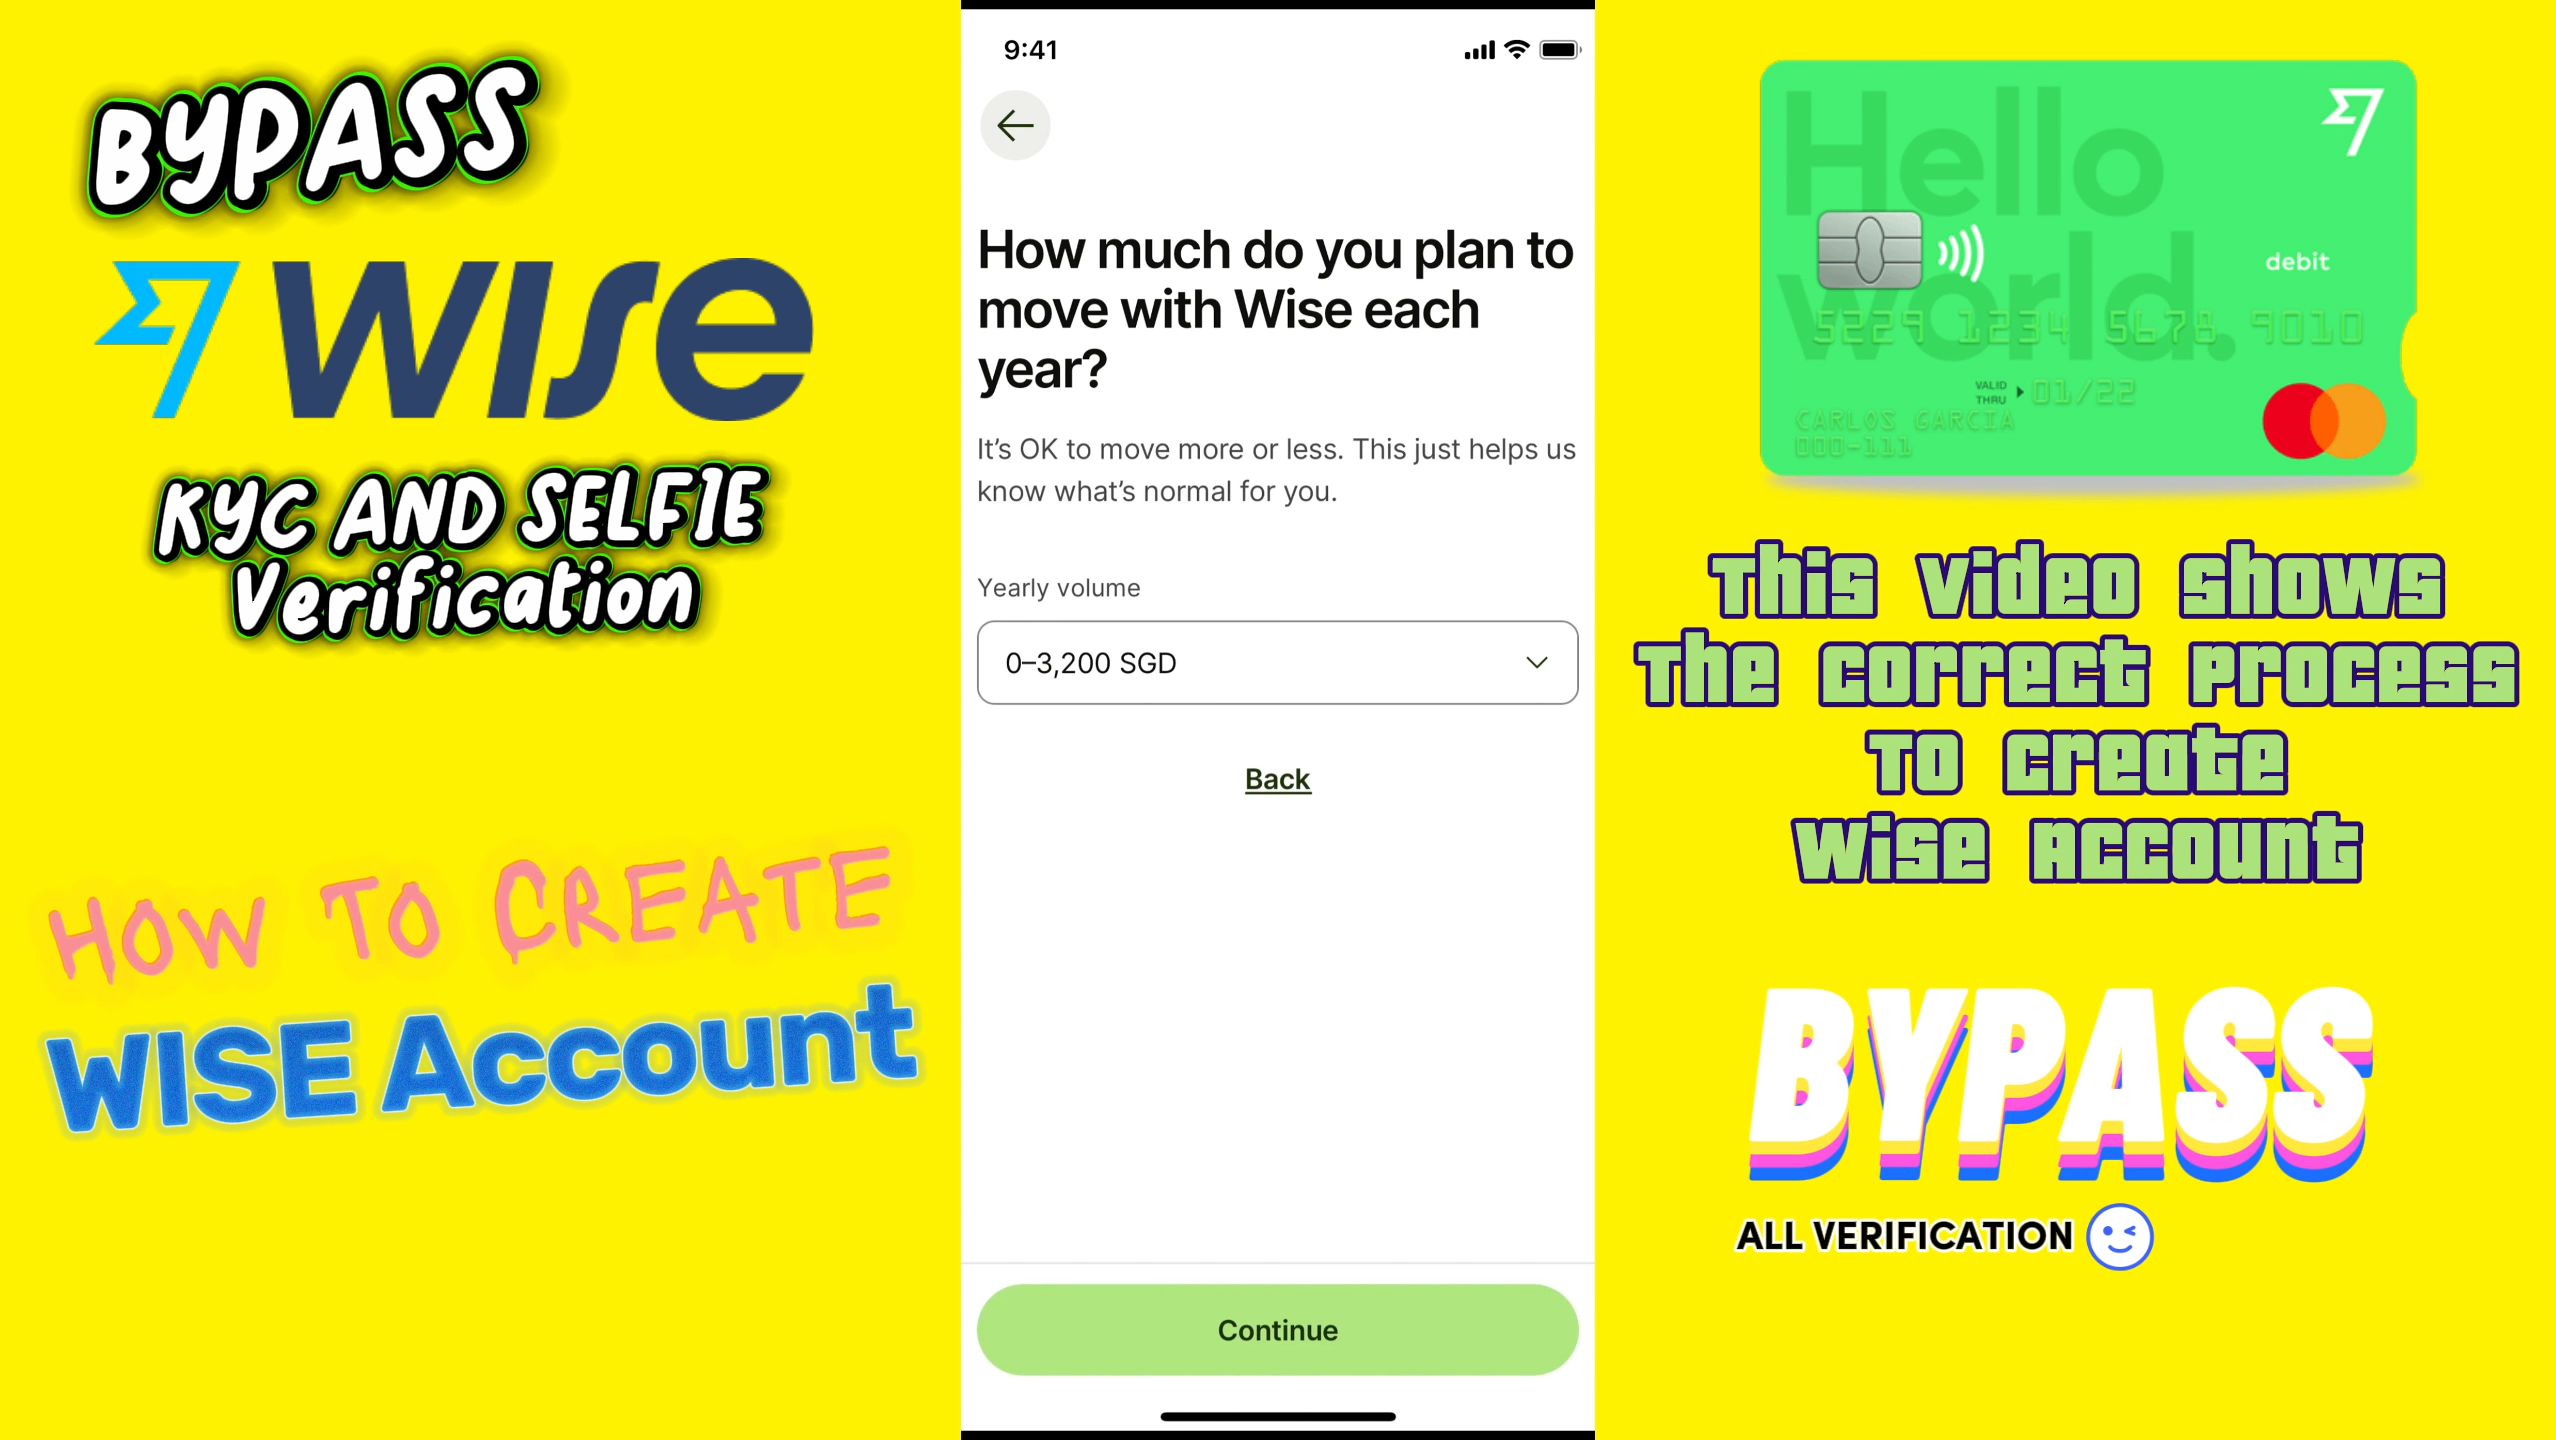 BYPASS
WISE
KYC AND SELFIE
Verification
HOW TO CREATE
WISE Account
9:41
How much do you plan to
move with Wise each
year?
It's OK to move more or less. This just helps us
know what's normal for you.
Yearly volume
0–3,200 SGD
Back
Continue
Hello
world.
debit
5229 1234 5678 9010
VALID
THRU
01/22
CARLOS GARCIA
000-111
This Video shows
The correct process
To create
Wise Account
BYPASS
ALL VERIFICATION